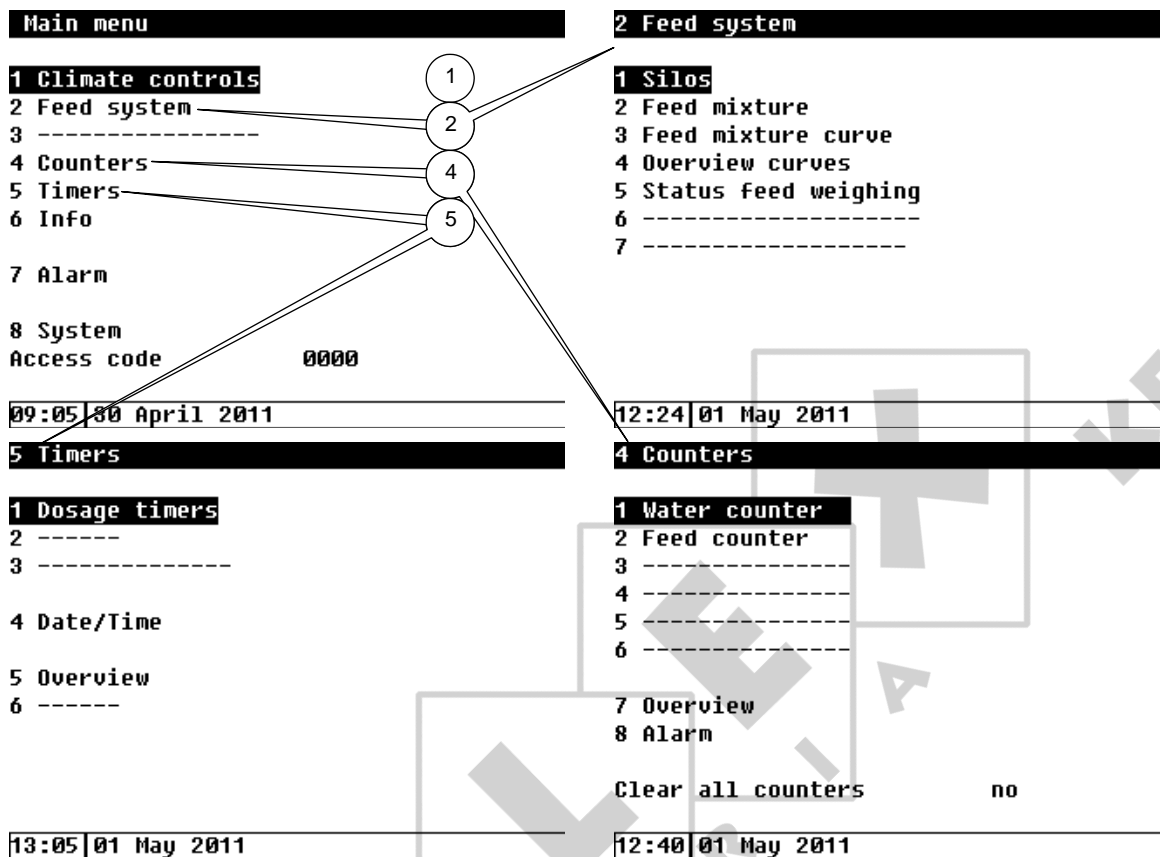 Main menu
1 Climate controls
2 Feed system
3 ----------------
4 Counters
5 Timers
6 Info
7 Alarm
8 System
Access code 0000
09:05 30 April 2011
1
2
4
5
2 Feed system
1 Silos
2 Feed mixture
3 Feed mixture curve
4 Overview curves
5 Status feed weighing
6 --------------------
7 -------------------
12:24 01 May 2011
5 Timers
1 Dosage timers
2 ------
3 --------------
4 Date/Time
5 Overview
6 ------
13:05 01 May 2011
4 Counters
1 Water counter
2 Feed counter
3 ---------------
4 ---------------
5 ---------------
6 ---------------
7 Overview
8 Alarm
Clear all counters no
12:40 01 May 2011